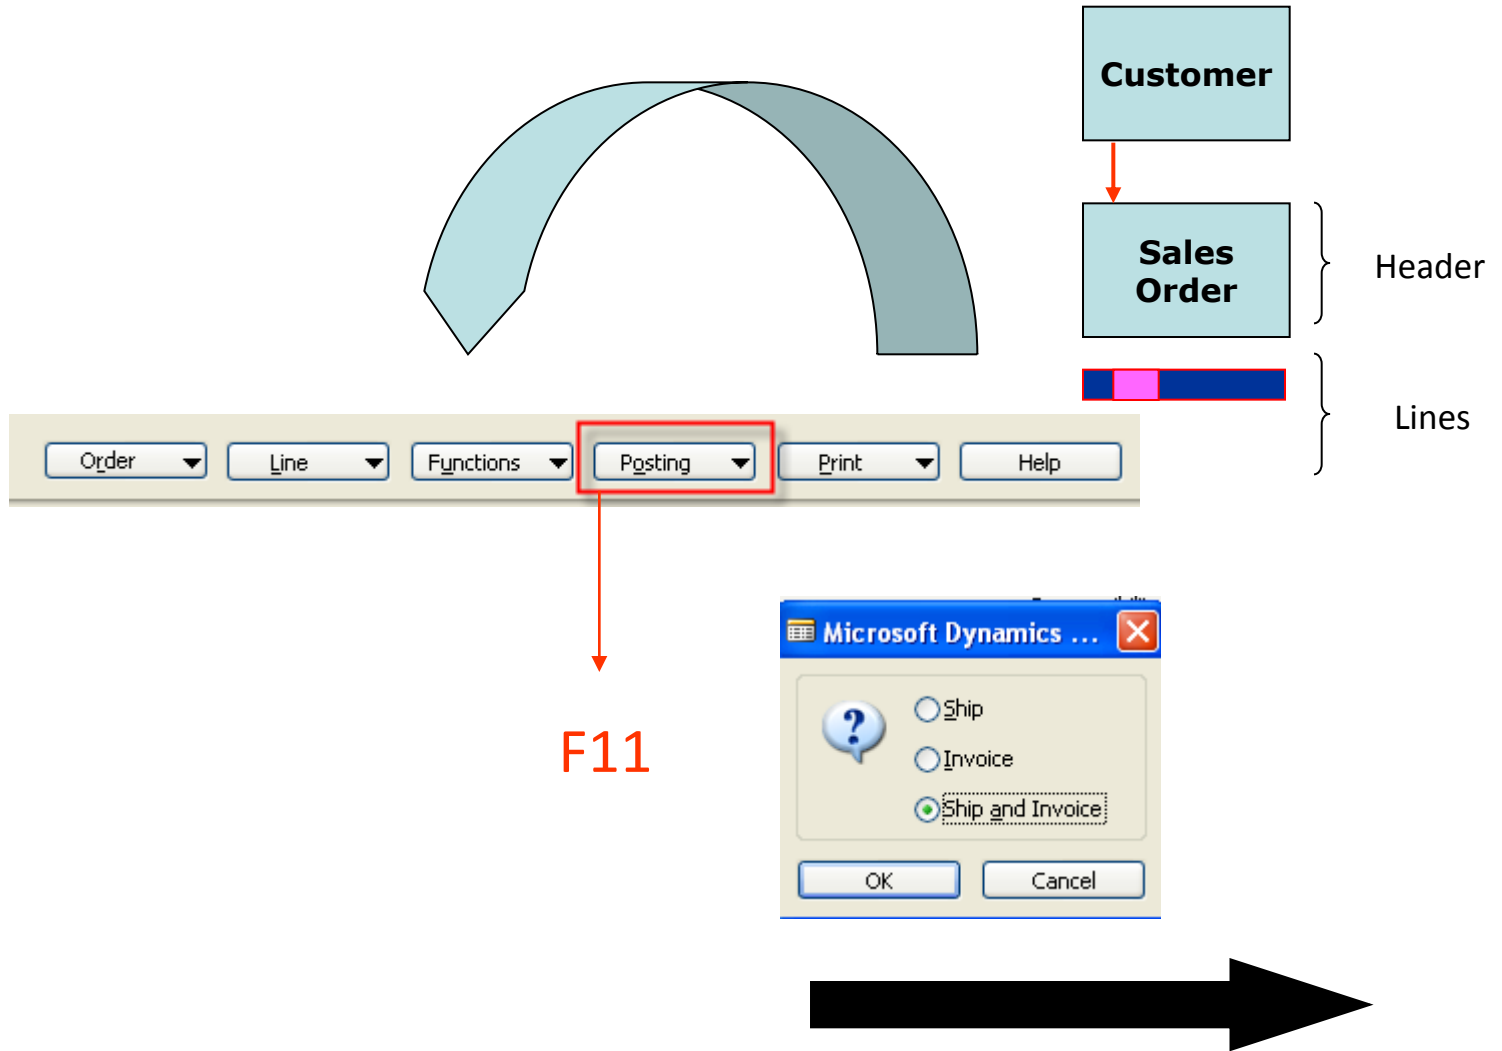 Customer
Sales
Order
Header
Lines
Order
Line
Functions
Posting
Print
Help
F11
Microsoft Dynamics ...
Ship
Invoice
Ship and Invoice
OK
Cancel